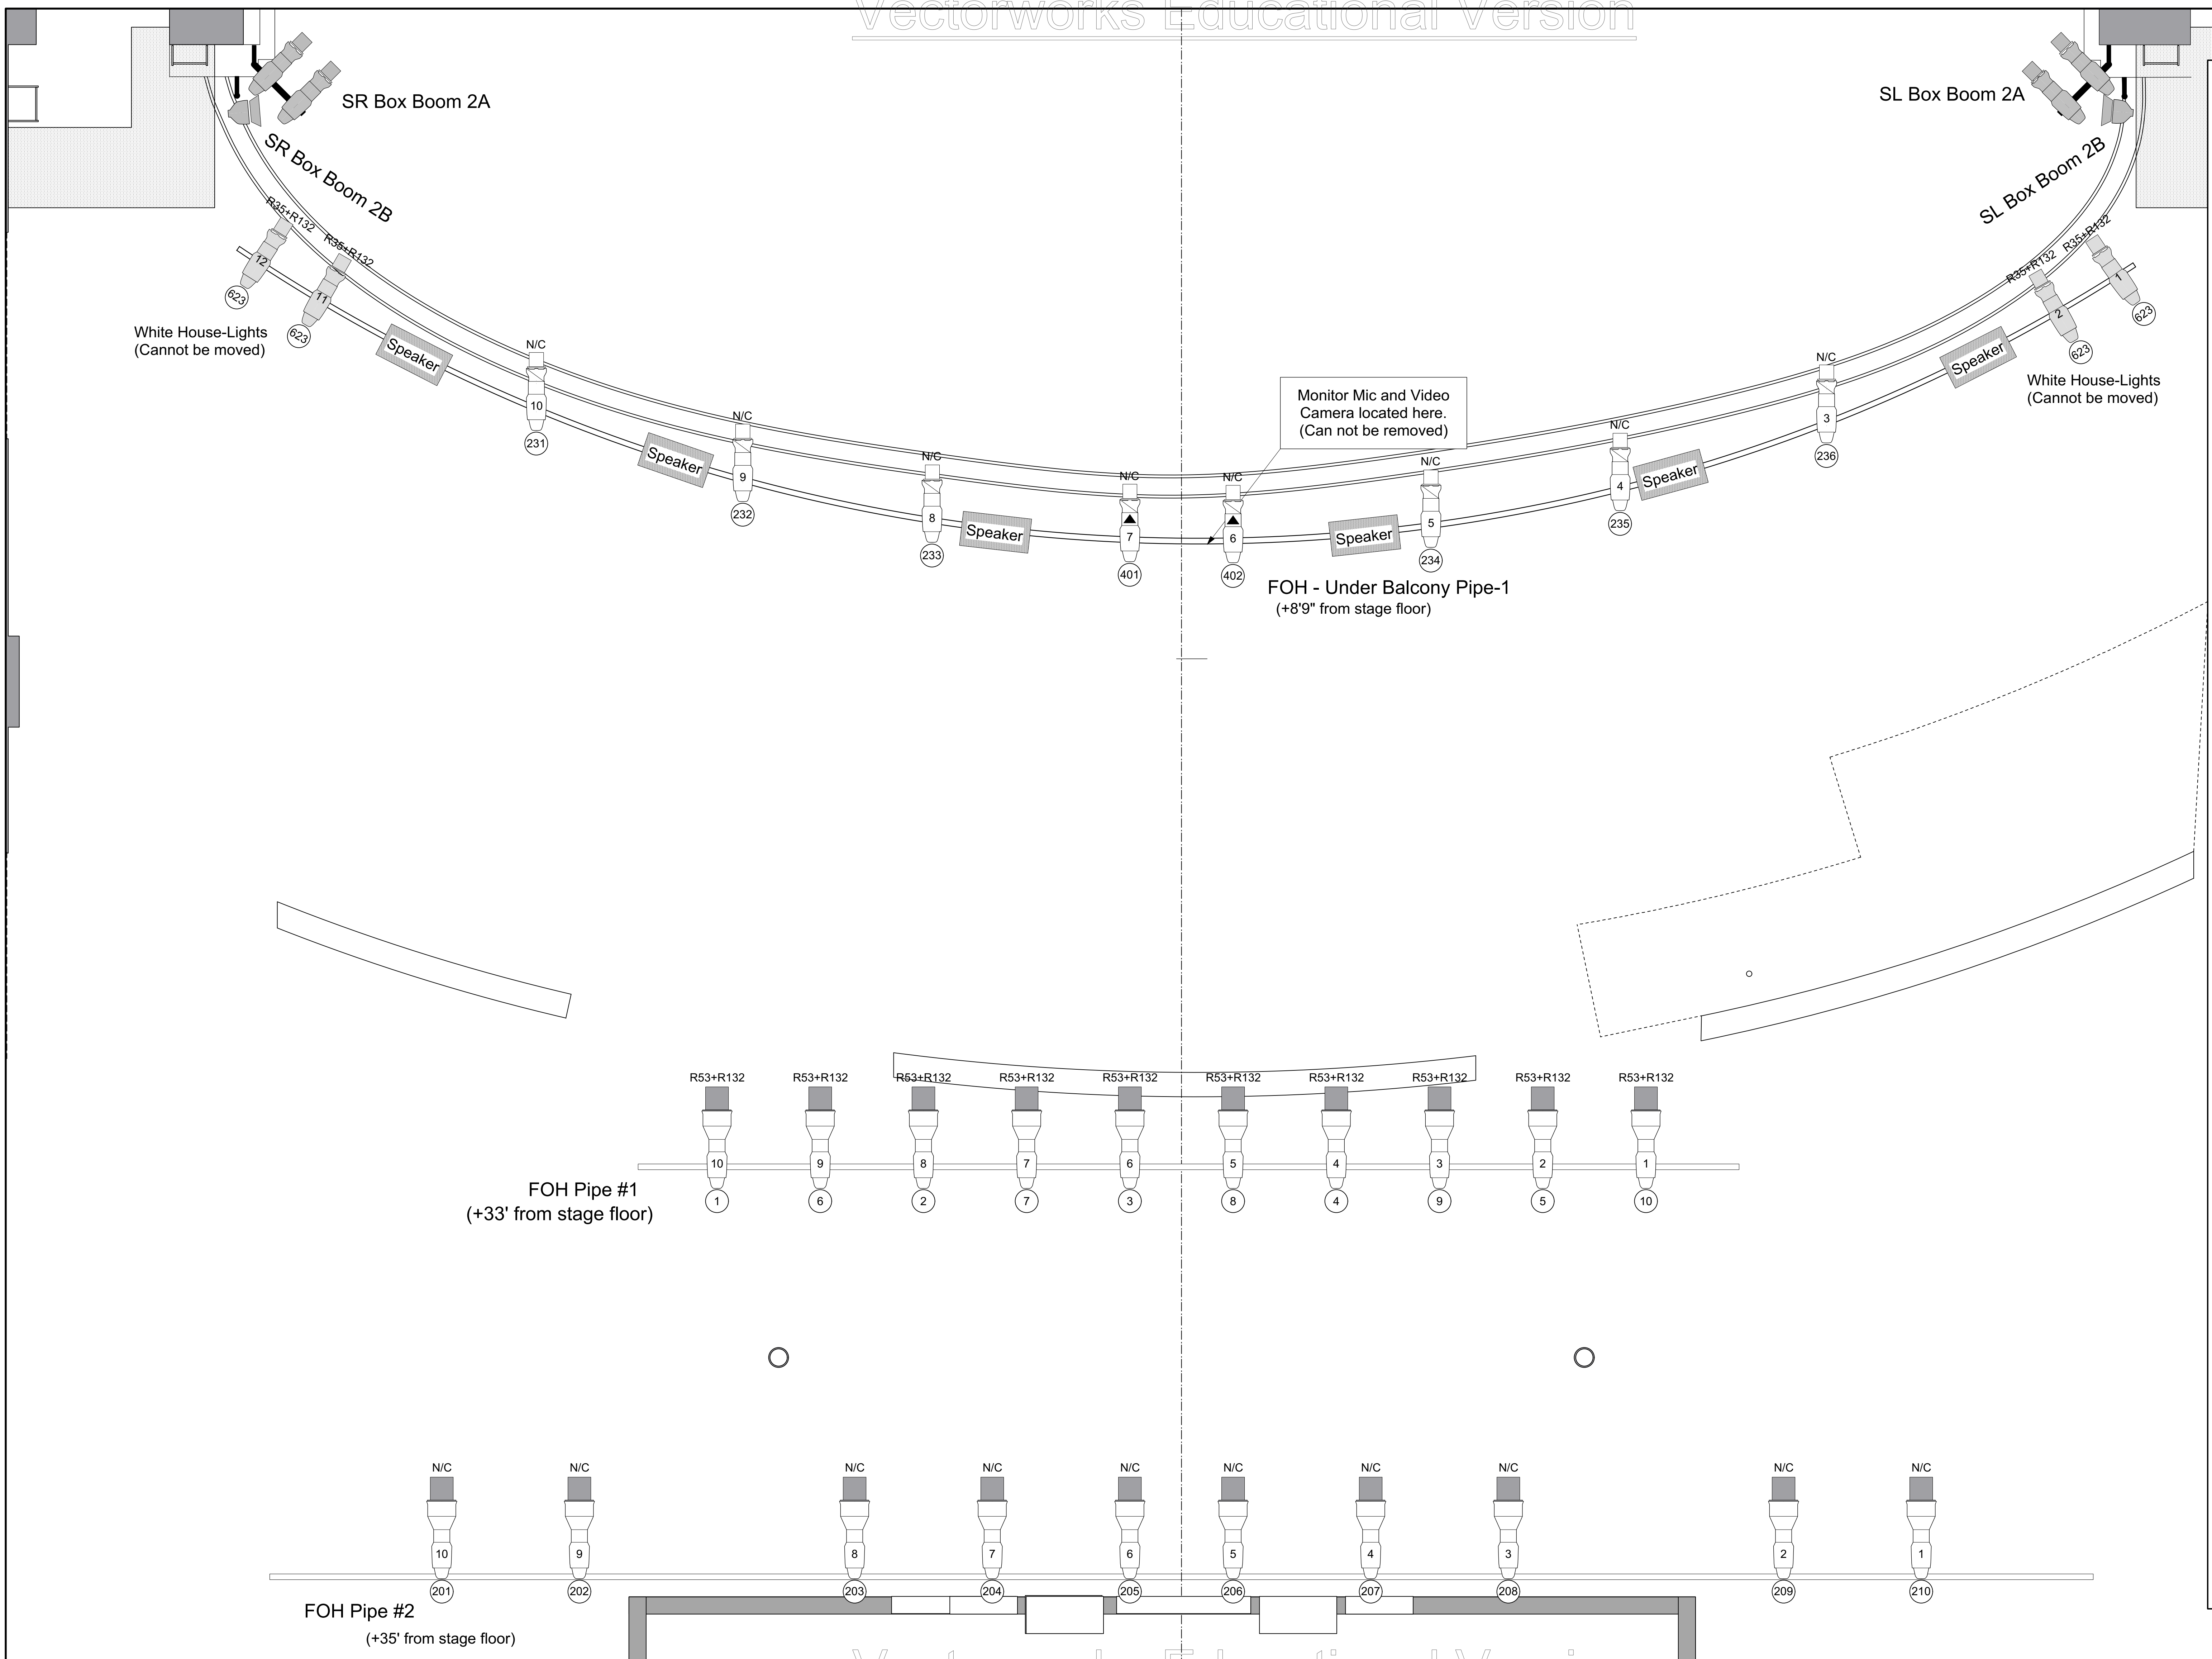 Vectorworks Educational Version
SR Box Boom 2A
SL Box Boom 2A
SR Box Boom 2B
SL Box Boom 2B
R35+R132
R35+R132
R35+R132
R35+R132
12
11
1
2
623
623
623
623
White House-Lights
(Cannot be moved)
White House-Lights
(Cannot be moved)
Speaker
Speaker
Speaker
Speaker
Speaker
Speaker
N/C
10
231
N/C
9
232
N/C
8
233
N/C
7
401
N/C
6
402
N/C
5
234
N/C
4
235
N/C
3
236
Monitor Mic and Video
Camera located here.
(Can not be removed)
FOH - Under Balcony Pipe-1
(+8'9" from stage floor)
R53+R132 R53+R132 R53+R132 R53+R132 R53+R132 R53+R132 R53+R132 R53+R132 R53+R132 R53+R132
10 9 8 7 6 5 4 3 2 1
1 6 2 7 3 8 4 9 5 10
FOH Pipe #1
(+33' from stage floor)
N/C N/C N/C N/C N/C N/C N/C N/C N/C N/C
10 9 8 7 6 5 4 3 2 1
201 202 203 204 205 206 207 208 209 210
FOH Pipe #2
(+35' from stage floor)
Vectorworks Educational Version